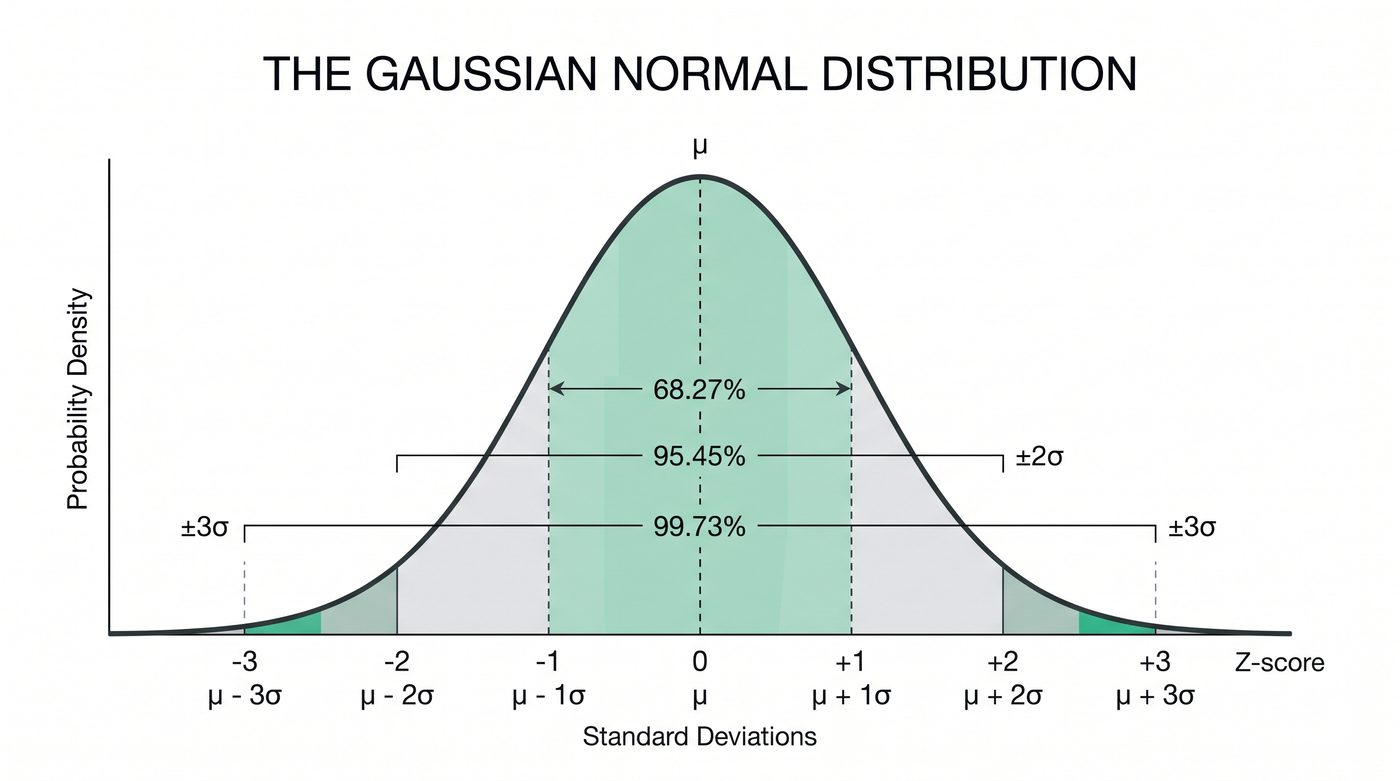 THE GAUSSIAN NORMAL DISTRIBUTION
μ
Probability Density
68.27%
95.45%
±2σ
±3σ
99.73%
±3σ
-3 -2 -1 0 +1 +2 +3 Z-score
μ - 3σ μ - 2σ μ - 1σ μ μ + 1σ μ + 2σ μ + 3σ
Standard Deviations